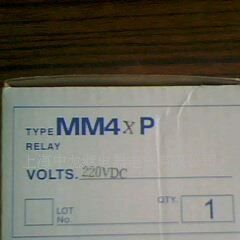 TYPE MM4XP
RELAY
VOLTS. 220VDC
LOT No.
QTY. 1